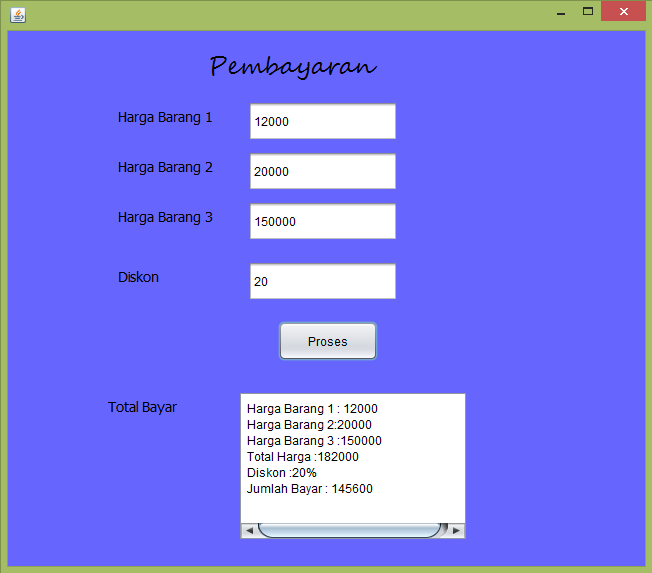 Pembayaran
Harga Barang 1 12000
Harga Barang 2 20000
Harga Barang 3 150000
Diskon 20
Proses
Total Bayar
Harga Barang 1 : 12000
Harga Barang 2:20000
Harga Barang 3 :150000
Total Harga :182000
Diskon :20%
Jumlah Bayar : 145600